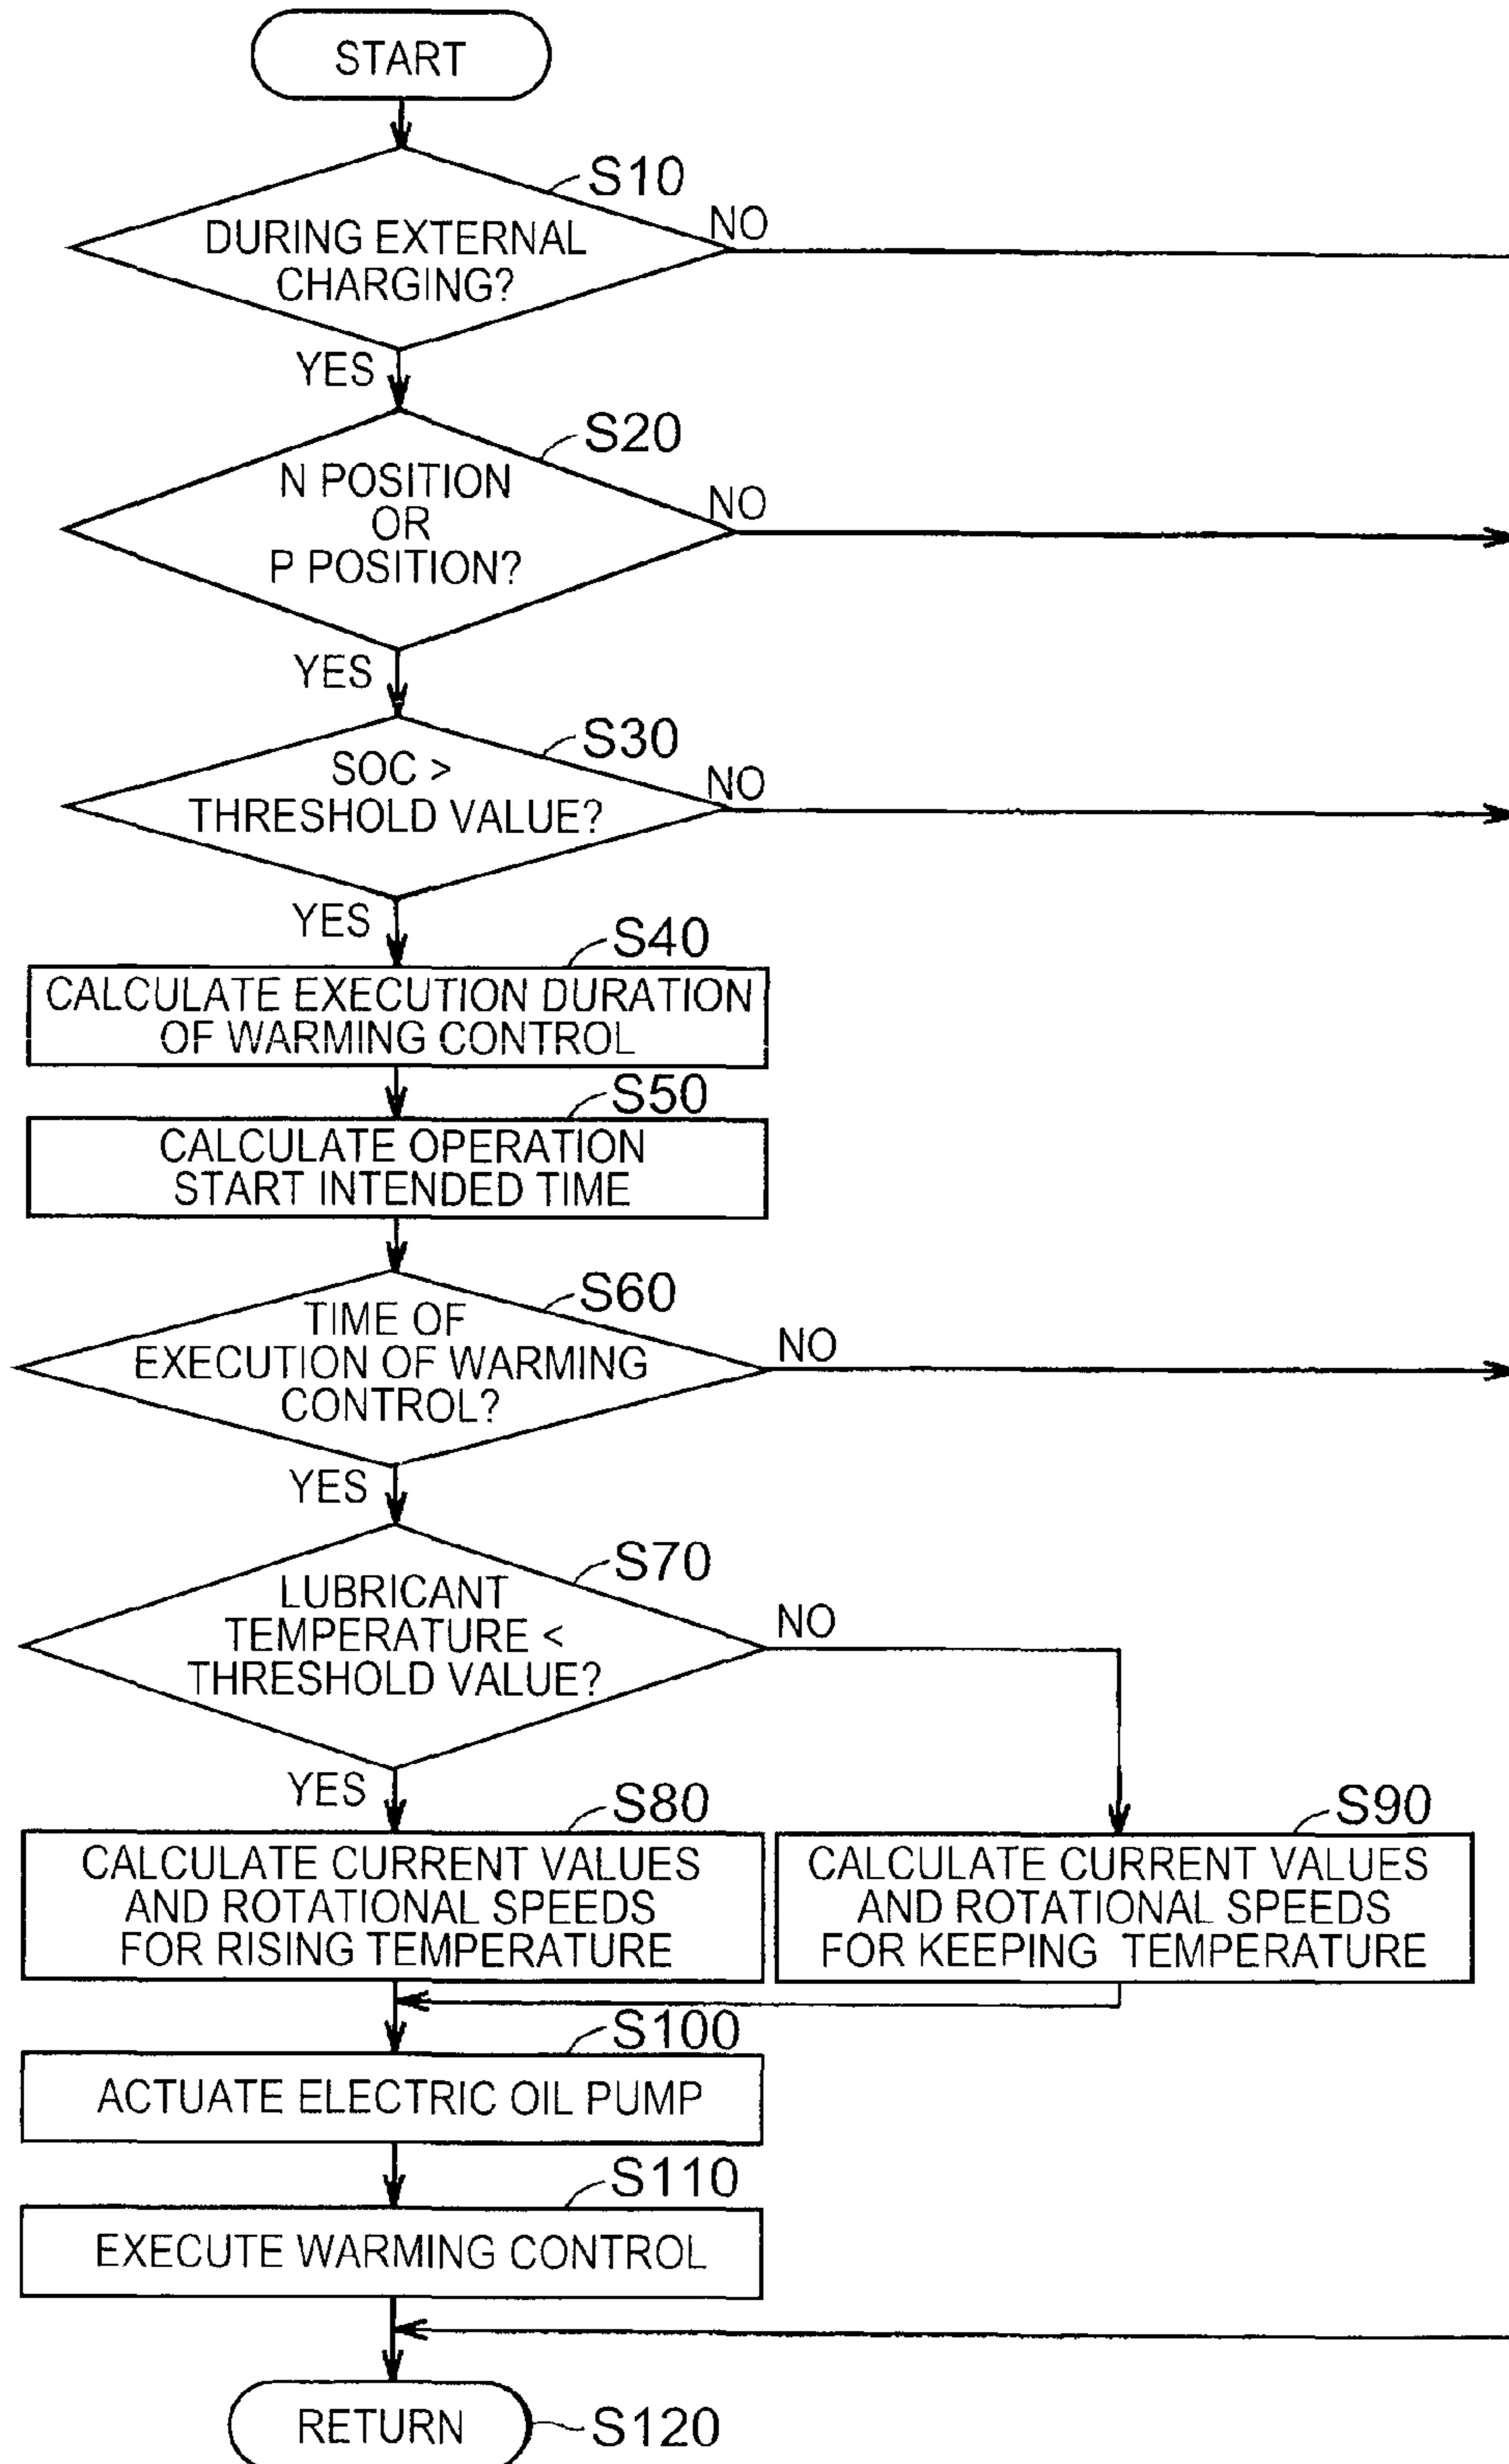 START
S10
DURING EXTERNAL
CHARGING?
NO
YES
S20
N POSITION
OR
P POSITION?
NO
YES
S30
SOC >
THRESHOLD VALUE?
NO
YES
S40
CALCULATE EXECUTION DURATION
OF WARMING CONTROL
S50
CALCULATE OPERATION
START INTENDED TIME
S60
TIME OF
EXECUTION OF WARMING
CONTROL?
NO
YES
S70
LUBRICANT
TEMPERATURE <
THRESHOLD VALUE?
NO
YES
S80
CALCULATE CURRENT VALUES
AND ROTATIONAL SPEEDS
FOR RISING TEMPERATURE
S90
CALCULATE CURRENT VALUES
AND ROTATIONAL SPEEDS
FOR KEEPING TEMPERATURE
S100
ACTUATE ELECTRIC OIL PUMP
S110
EXECUTE WARMING CONTROL
RETURN
S120